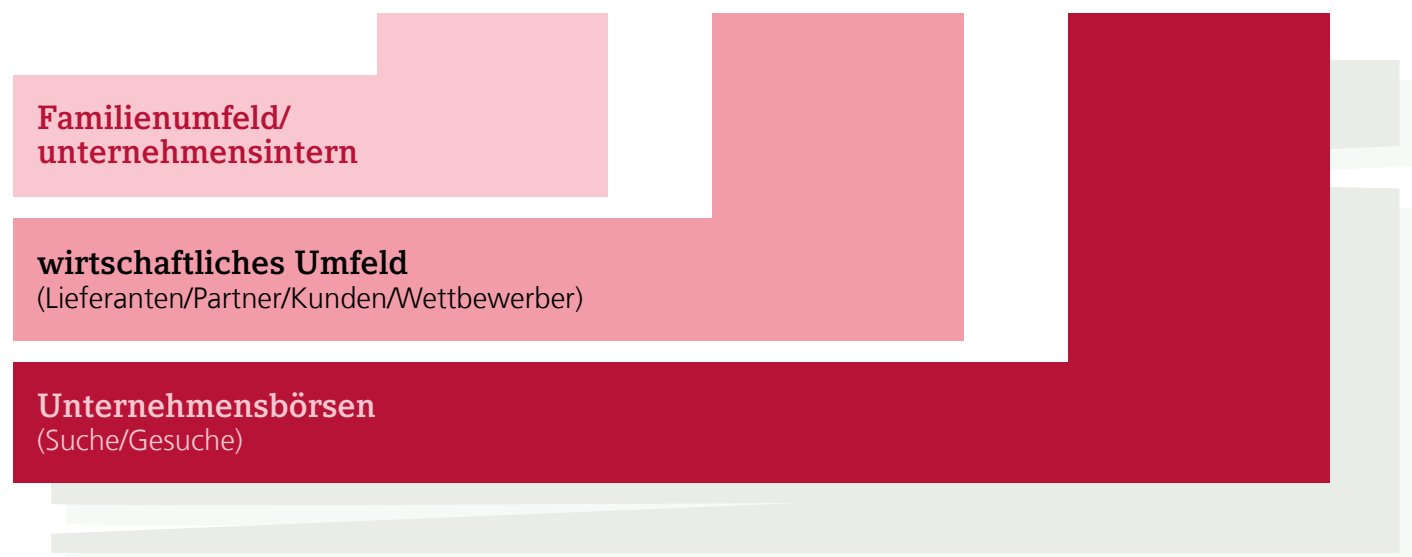 Familienumfeld/
unternehmensintern
wirtschaftliches Umfeld
(Lieferanten/Partner/Kunden/Wettbewerber)
Unternehmensbörsen
(Suche/Gesuche)